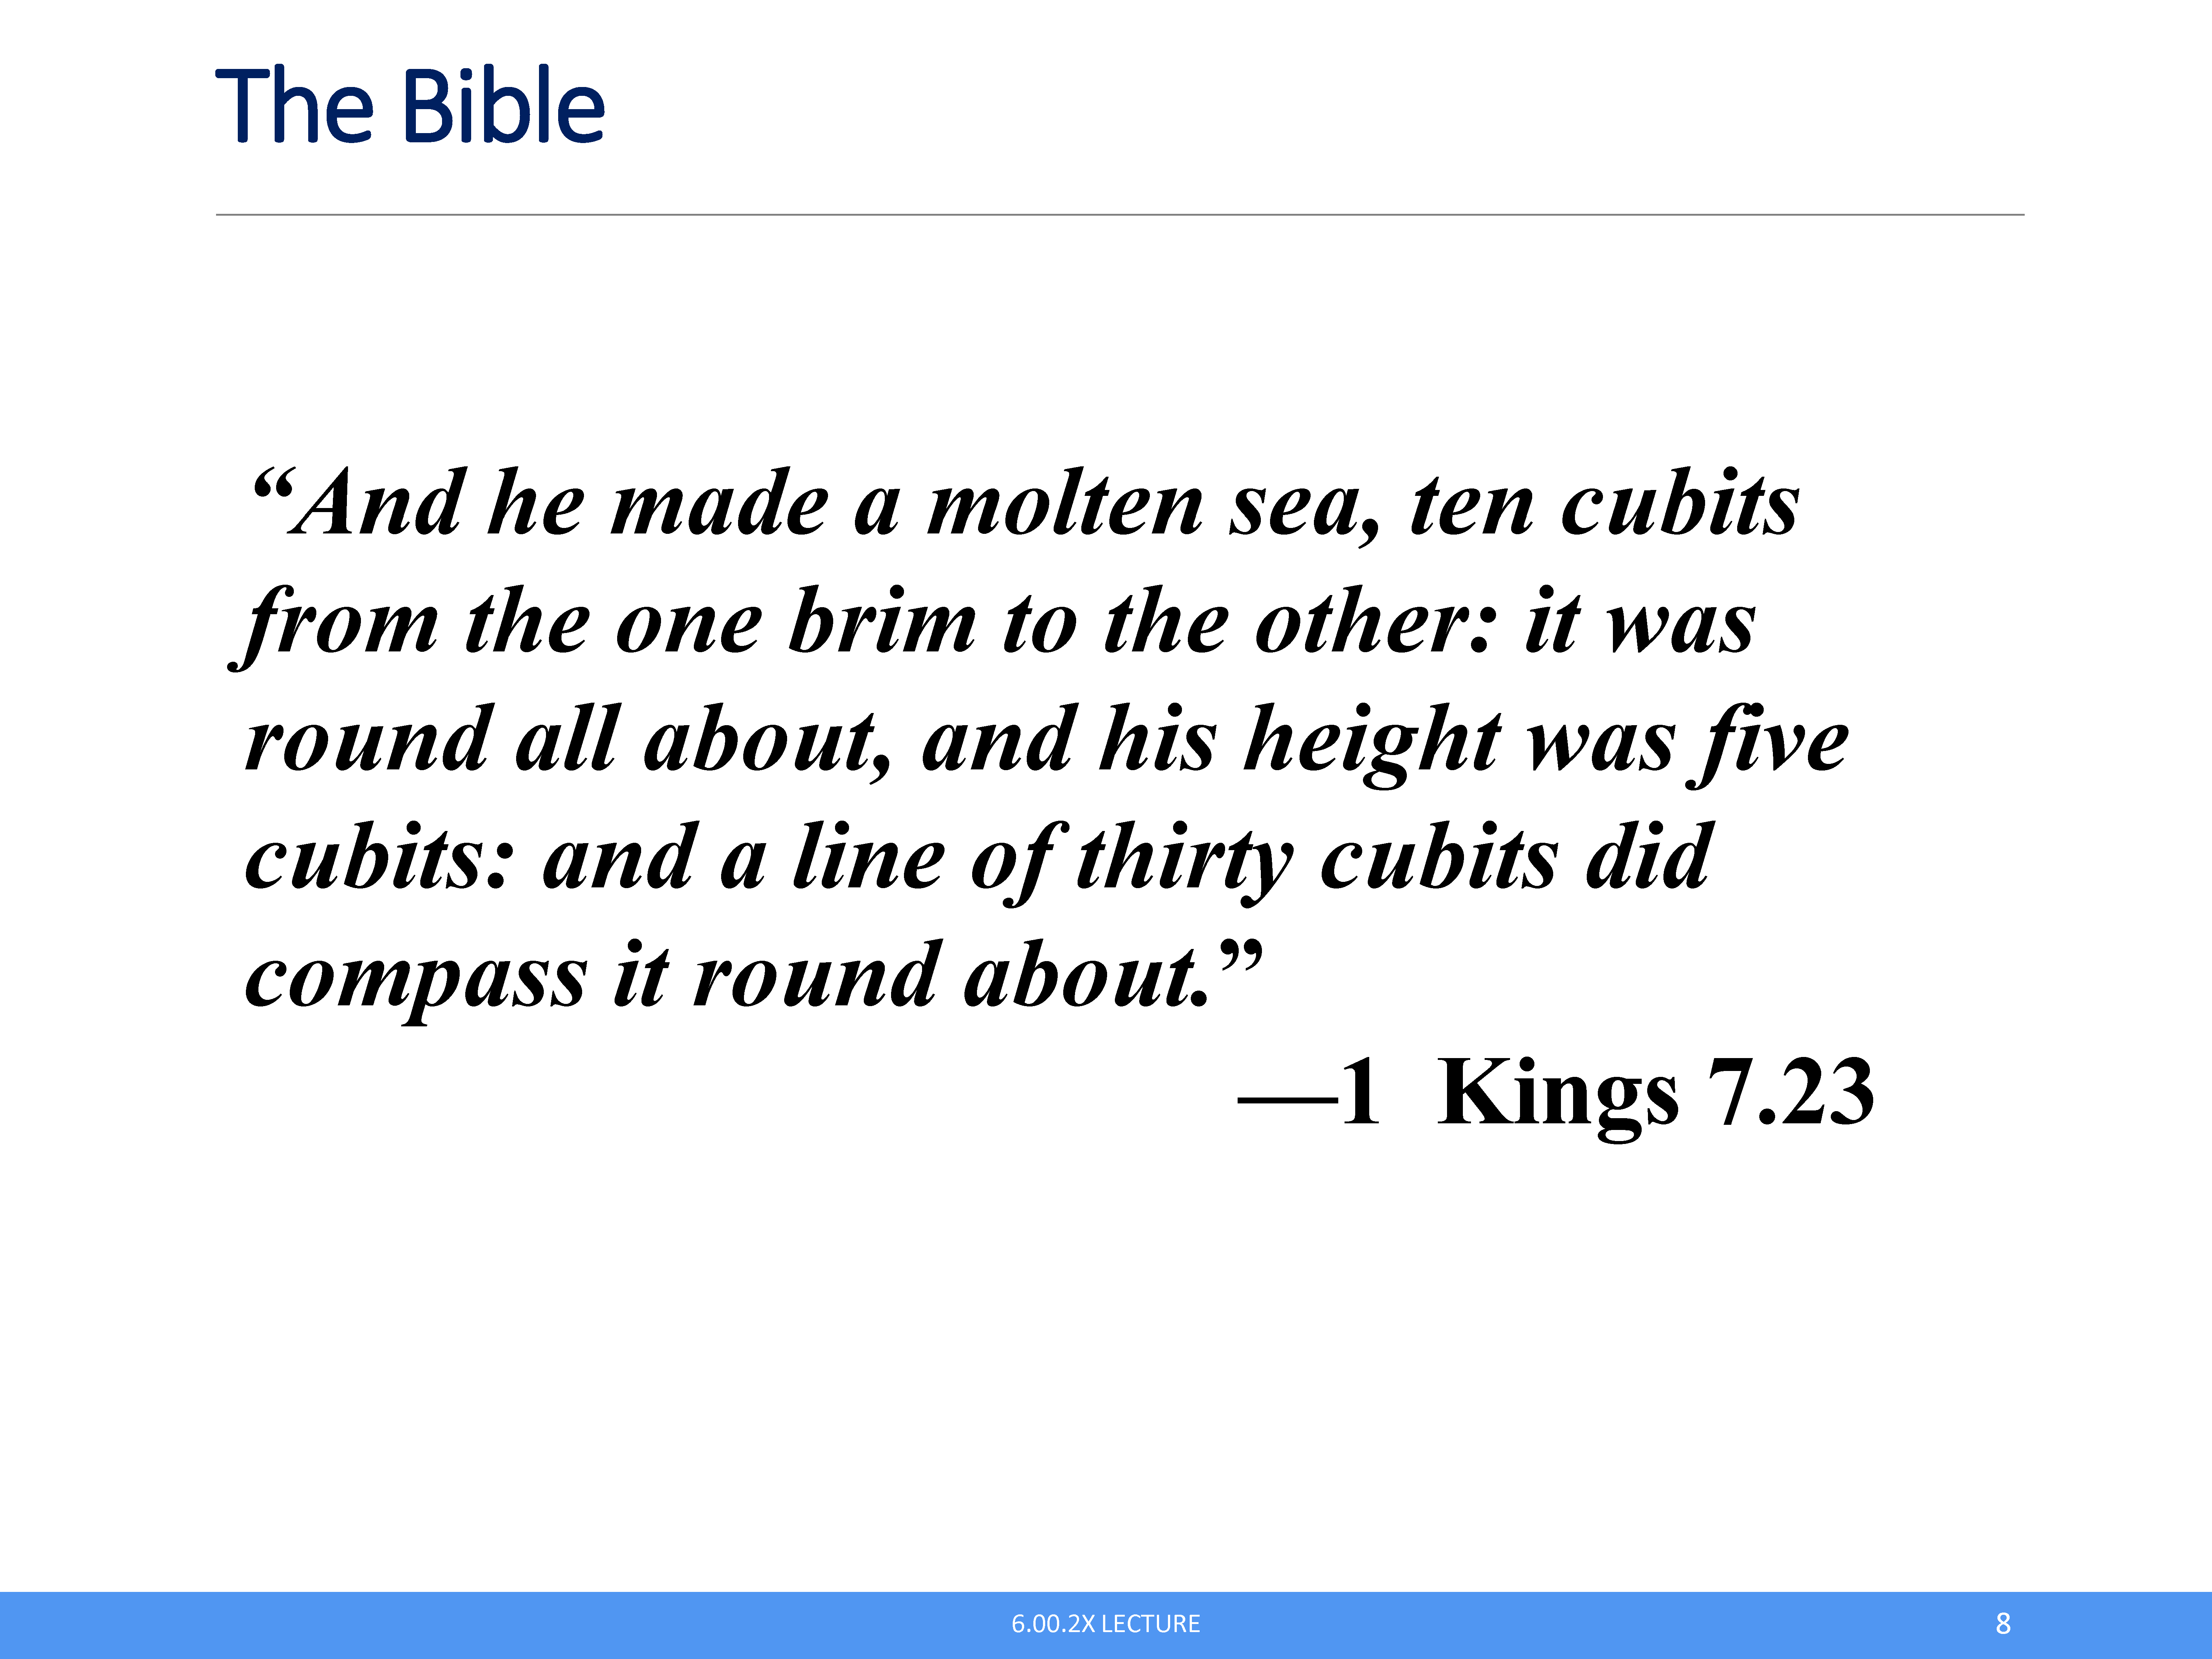 The Bible
“And he made a molten sea, ten cubits
from the one brim to the other: it was
round all about, and his height was five
cubits: and a line of thirty cubits did
compass it round about.”
—1 Kings 7.23
6.00.2X LECTURE
8